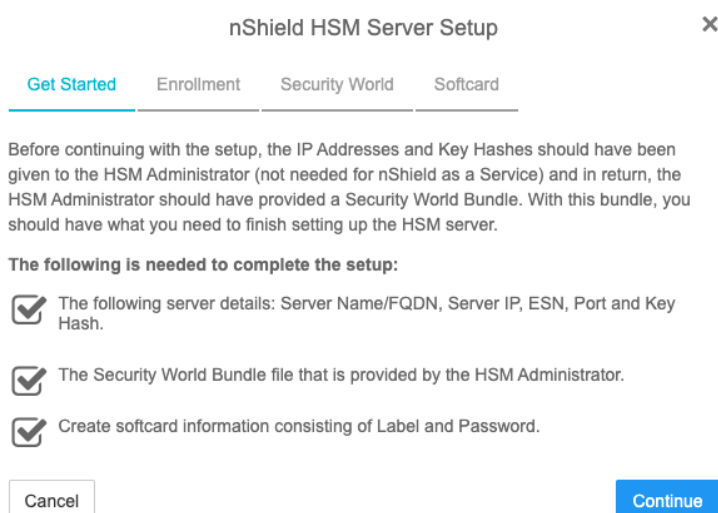 nShield HSM Server Setup
Get Started
Enrollment
Security World
Softcard
Before continuing with the setup, the IP Addresses and Key Hashes should have been
given to the HSM Administrator (not needed for nShield as a Service) and in return, the
HSM Administrator should have provided a Security World Bundle. With this bundle, you
should have what you need to finish setting up the HSM server.
The following is needed to complete the setup:
The following server details: Server Name/FQDN, Server IP, ESN, Port and Key
Hash.
The Security World Bundle file that is provided by the HSM Administrator.
Create softcard information consisting of Label and Password.
Cancel
Continue